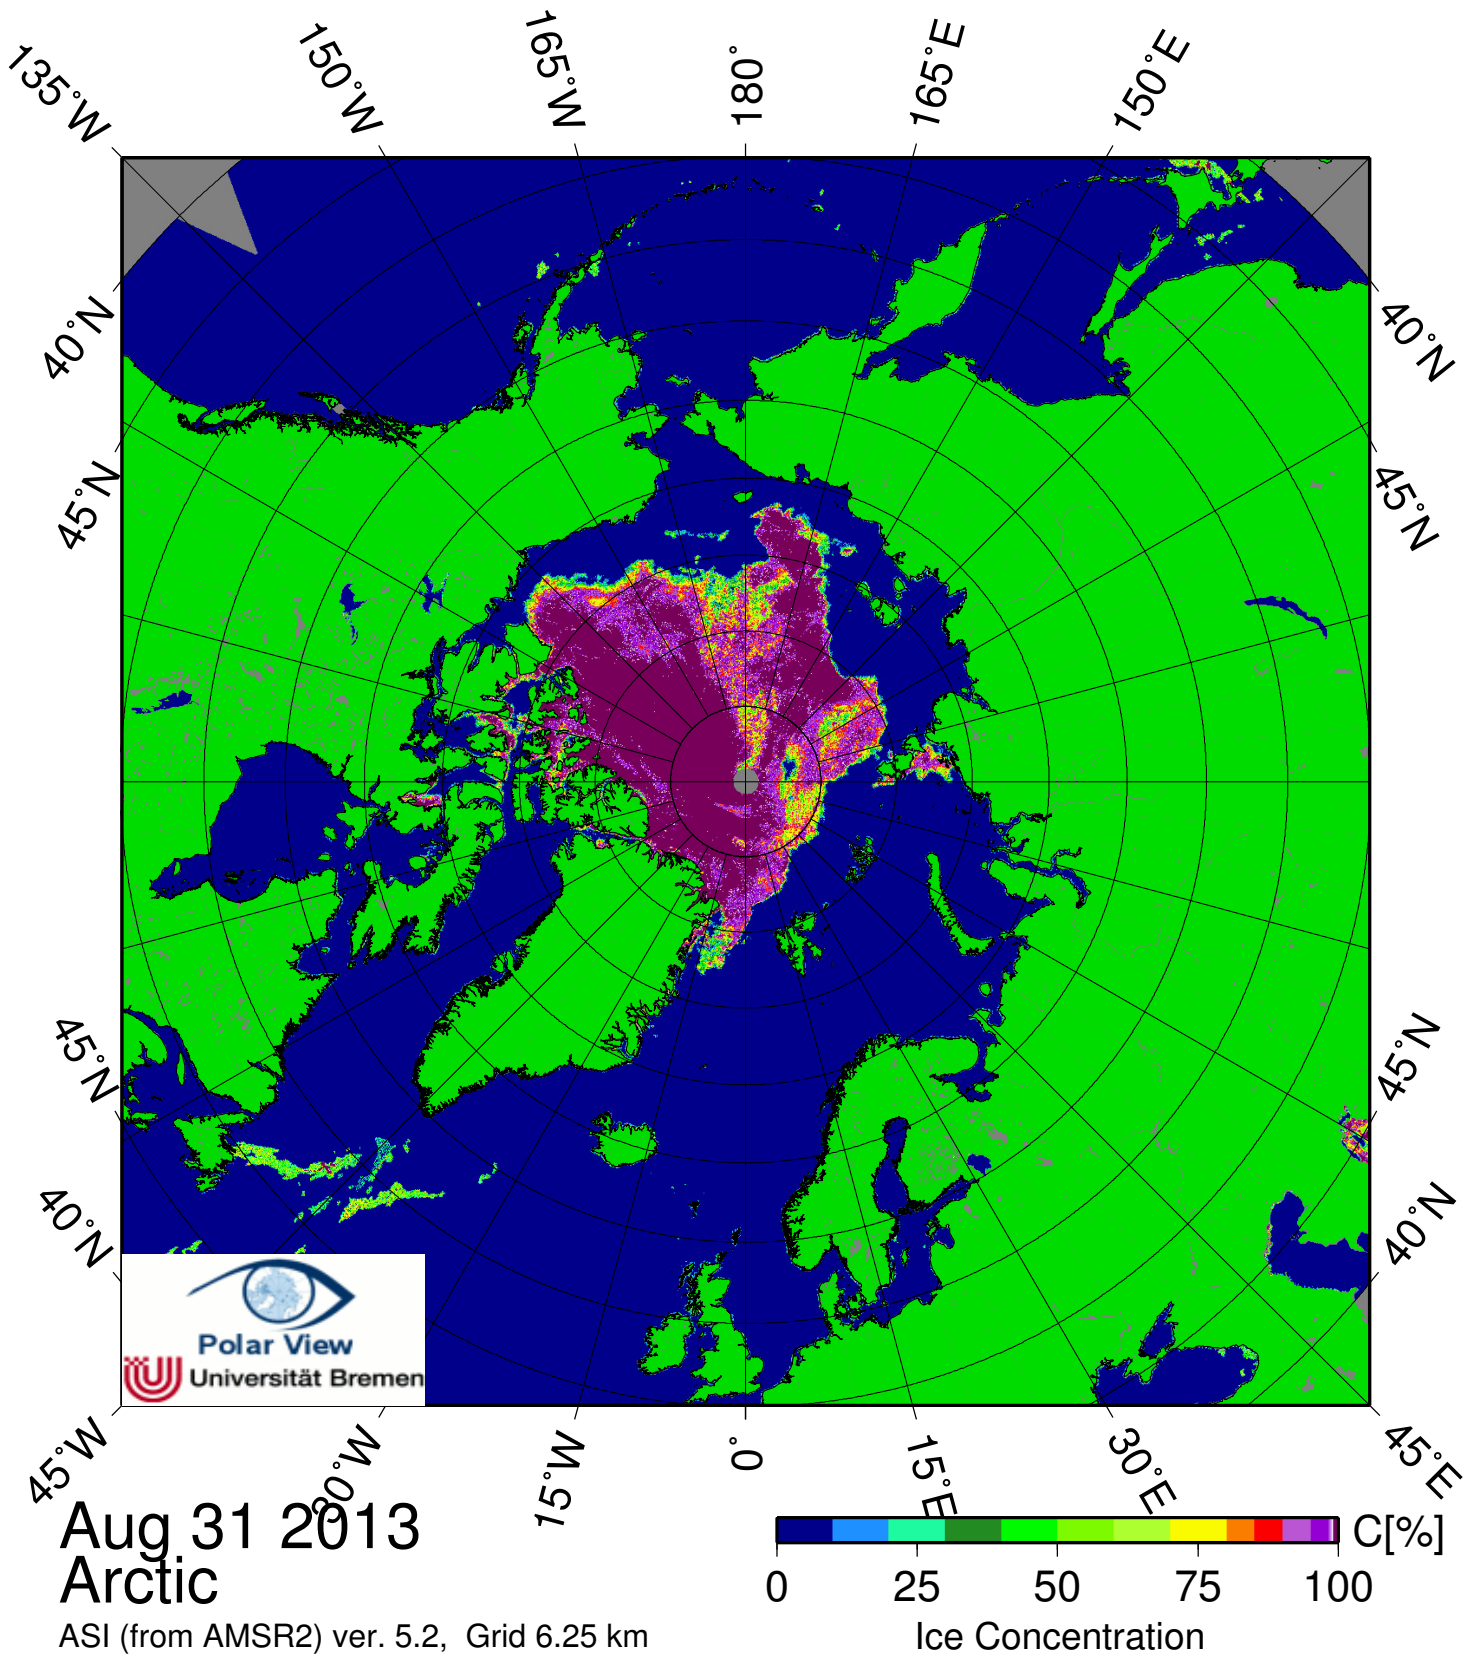 135°W
150°W
165°W
180°
165°E
150°E
40°N
40°N
45°N
45°N
45°N
45°N
40°N
40°N
Polar View
Universität Bremen
45°W
30°W
15°W
0°
15°E
30°E
45°E
Aug 31 2013
Arctic
ASI (from AMSR2) ver. 5.2, Grid 6.25 km
C[%]
0 25 50 75 100
Ice Concentration